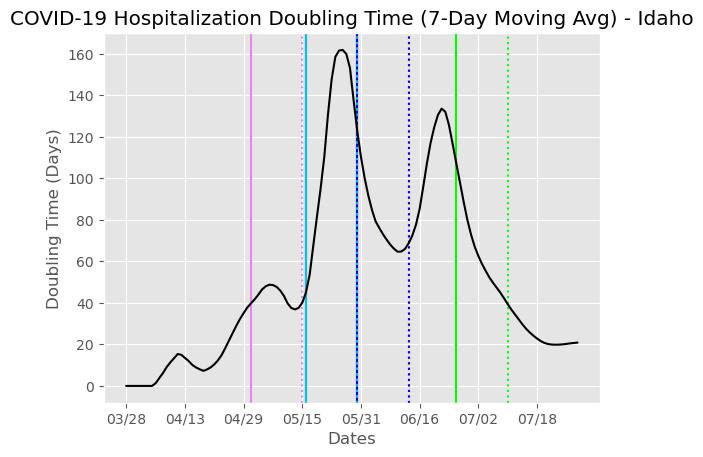 COVID-19 Hospitalization Doubling Time (7-Day Moving Avg) - Idaho
Doubling Time (Days)
160
140
120
100
80
60
40
20
0
03/28 04/13 04/29 05/15 05/31 06/16 07/02 07/18
Dates